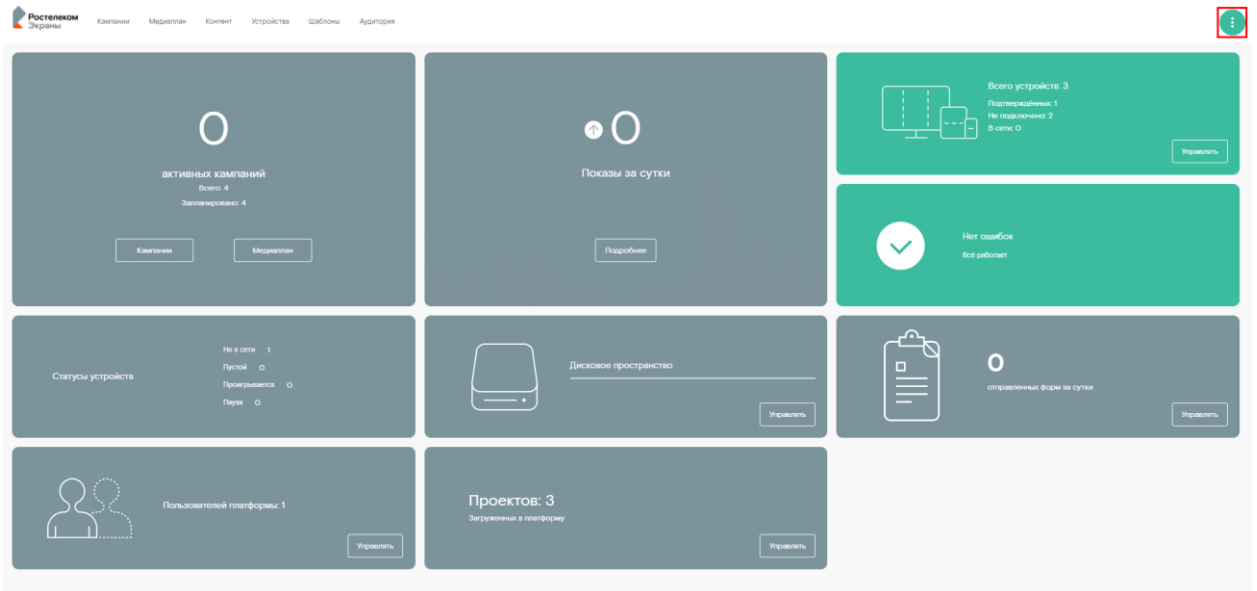 Ростелеком
Экраны
Кампании Медиаплан Контент Устройства Шаблоны Аудитория
0
активных кампаний
Всего: 4
Запланировано: 4
Кампании Медиаплан
0
Показы за сутки
Подробнее
Всего устройств: 3
Подтверждённых: 1
Не подключено: 2
В сети: 0
Управлять
Нет ошибок
Всё работает
Статусы устройств
Не в сети 1
Пустой 0
Проигрывается 0
Пауза 0
Дисковое пространство
Управлять
0
отправленных форм за сутки
Управлять
Пользователей платформы: 1
Управлять
Проектов: 3
Загруженных в платформу
Управлять